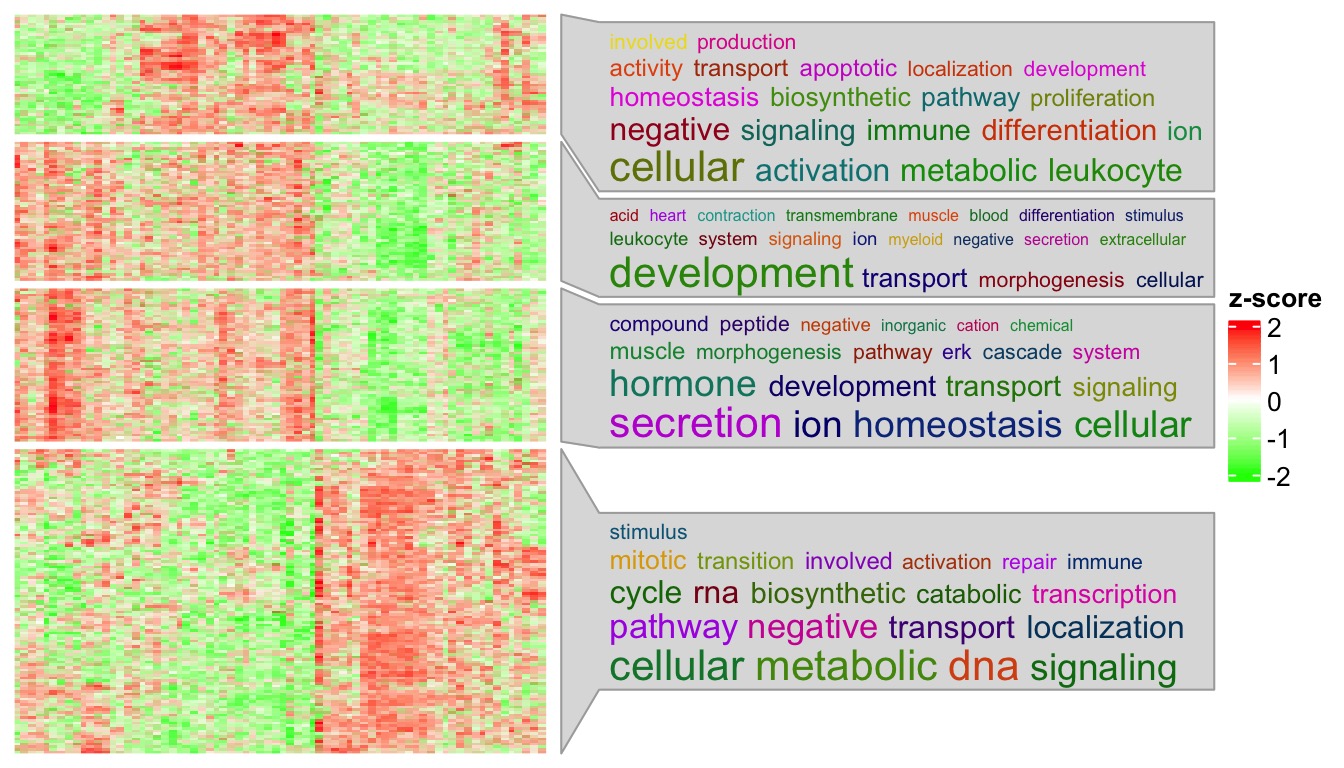 involved production
activity transport apoptotic localization development
homeostasis biosynthetic pathway proliferation
negative signaling immune differentiation ion
cellular activation metabolic leukocyte
acid heart contraction transmembrane muscle blood differentiation stimulus
leukocyte system signaling ion myeloid negative secretion extracellular
development transport morphogenesis cellular
compound peptide negative inorganic cation chemical
muscle morphogenesis pathway erk cascade system
hormone development transport signaling
secretion ion homeostasis cellular
stimulus
mitotic transition involved activation repair immune
cycle rna biosynthetic catabolic transcription
pathway negative transport localization
cellular metabolic dna signaling
z-score
2
1
0
-1
-2